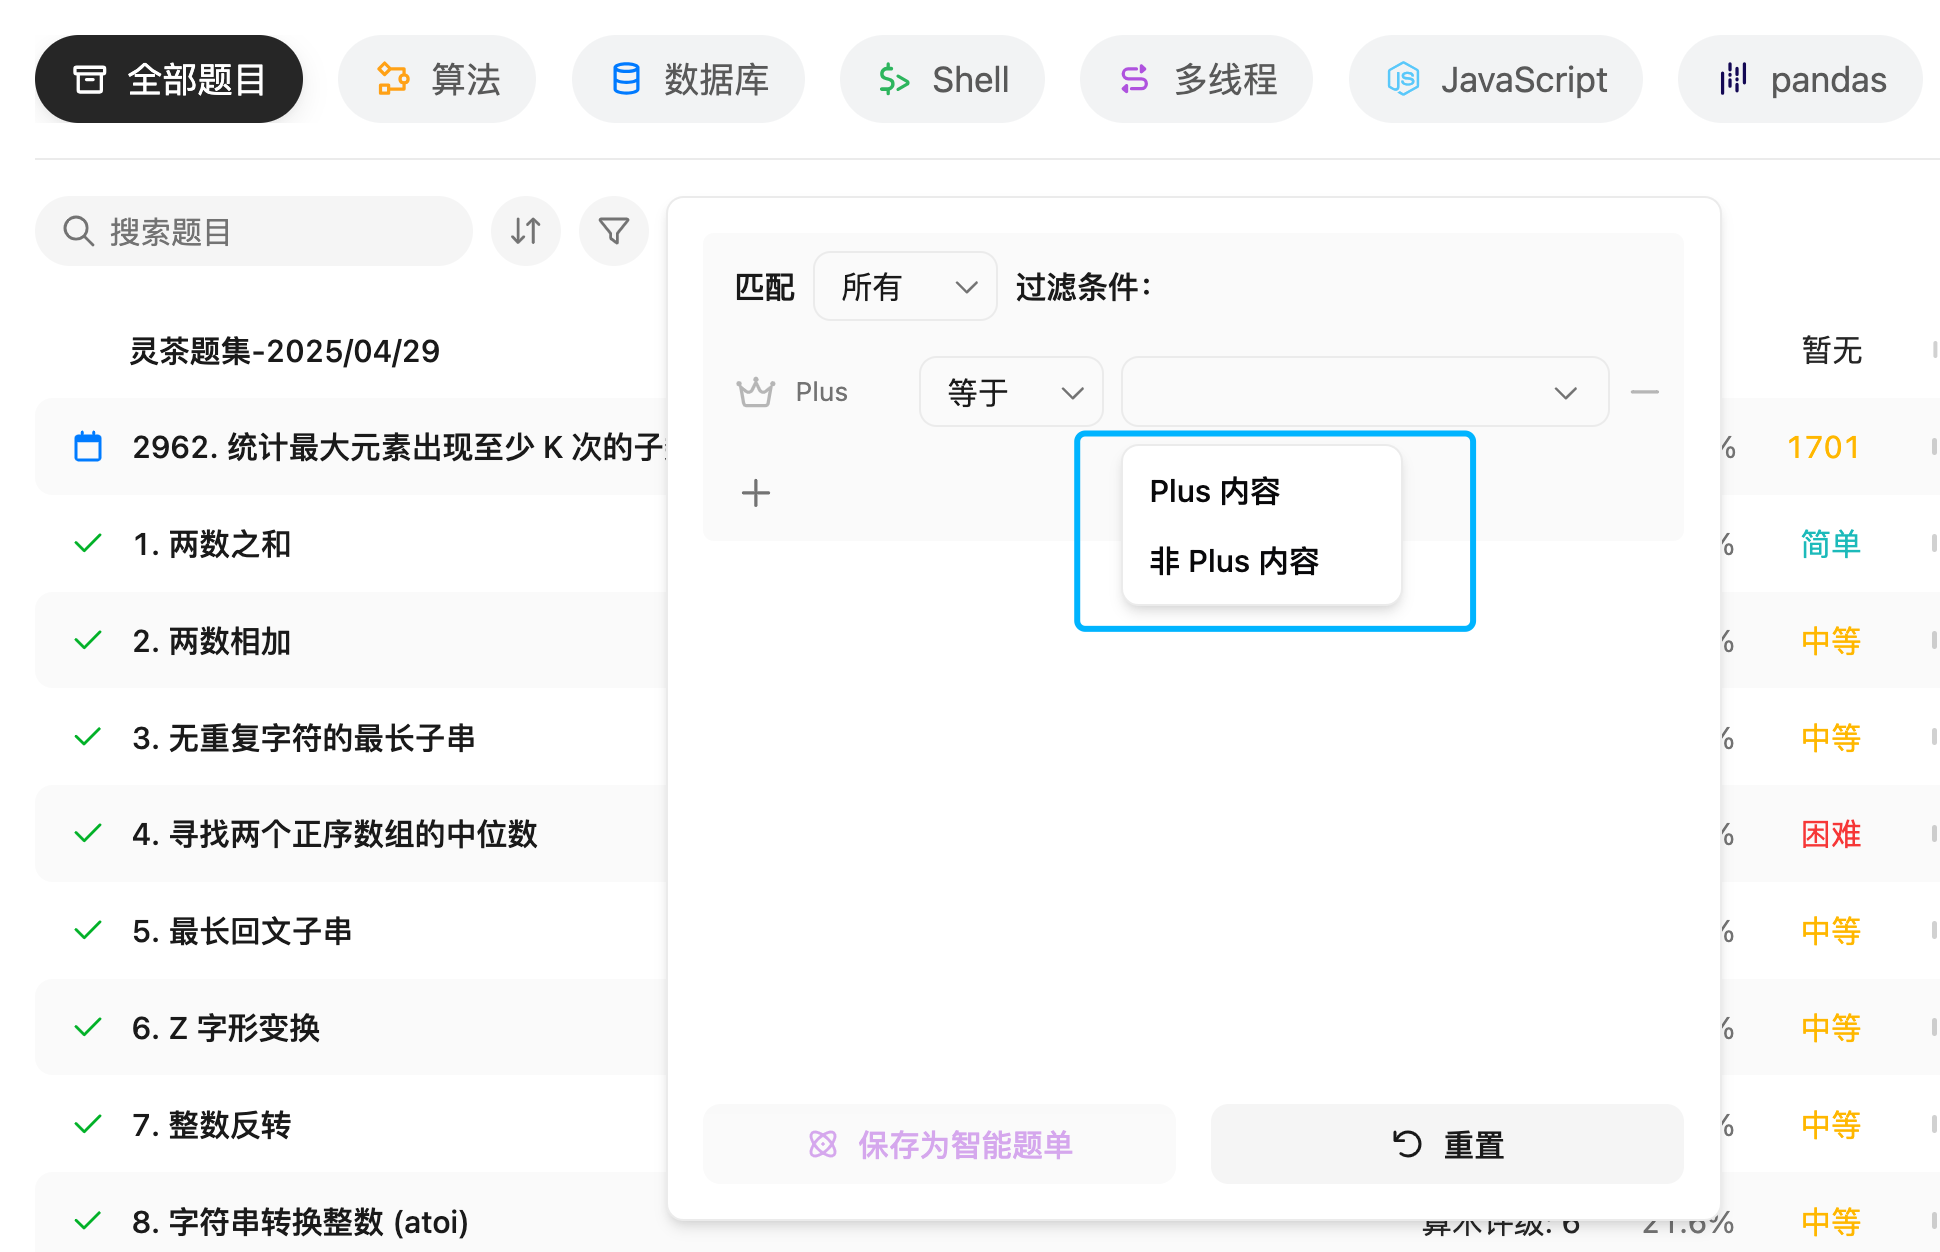 全部题目
算法
数据库
Shell
多线程
JavaScript
pandas
搜索题目
匹配 所有 过滤条件：
灵茶题集-2025/04/29
暂无
Plus 等于
2962. 统计最大元素出现至少 K 次的子
% 1701
Plus 内容
非 Plus 内容
1. 两数之和
% 简单
2. 两数相加
% 中等
3. 无重复字符的最长子串
% 中等
4. 寻找两个正序数组的中位数
% 困难
5. 最长回文子串
% 中等
6. Z 字形变换
% 中等
7. 整数反转
% 中等
保存为智能题单
重置
8. 字符串转换整数 (atoi)
算术评级: 6 21.6% 中等